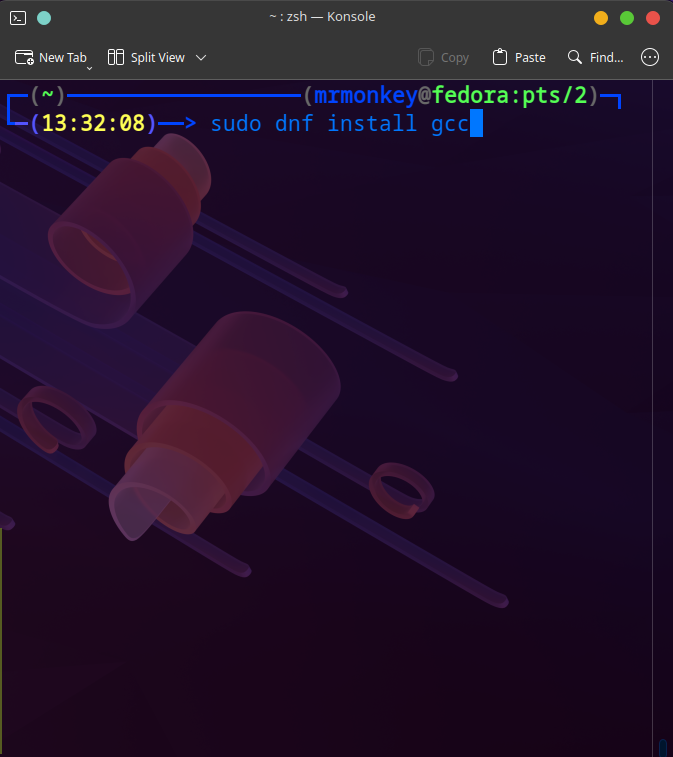 ~ : zsh — Konsole
New Tab Split View Copy Paste Find...
(~) (mrmonkey@fedora:pts/2)
(13:32:08)—> sudo dnf install gcc